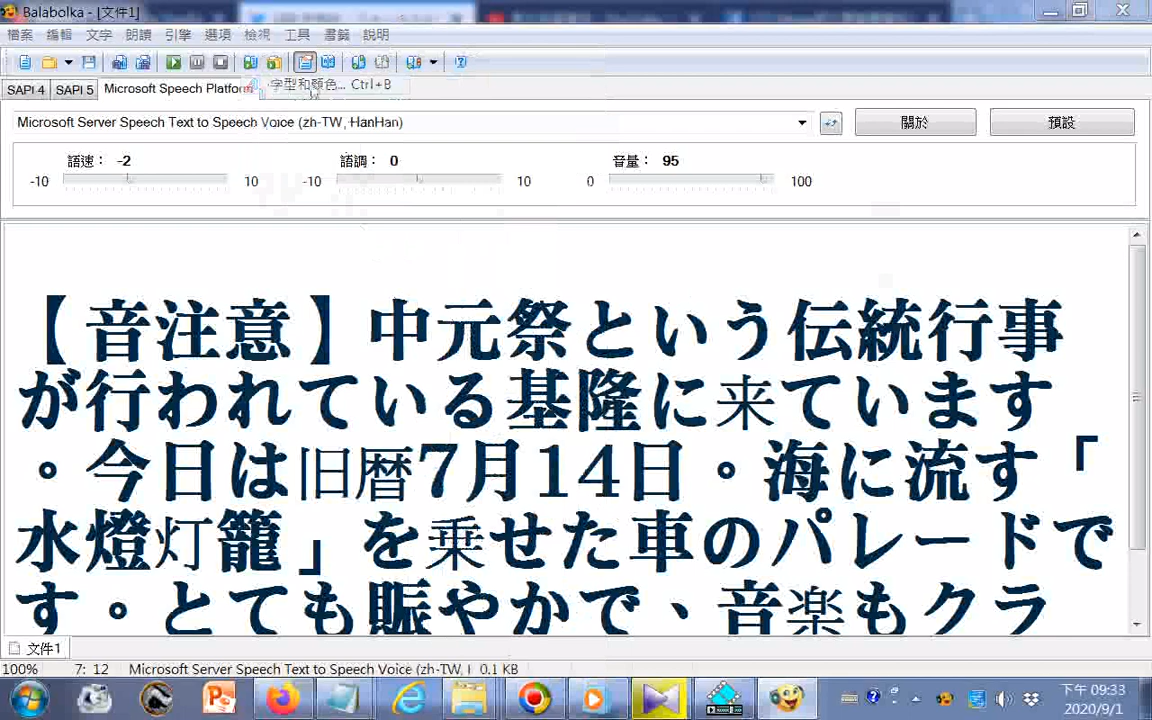 Balabolka - [文件1]
檔案 編輯 文字 朗讀 引擎 選項 檢視 工具 書籤 說明
SAPI 4 SAPI 5 Microsoft Speech Platform
字型和顏色... Ctrl+B
Microsoft Server Speech Text to Speech Voice (zh-TW, HanHan) 關於 預設
語速： -2 語調： 0 音量： 95
-10 10 -10 10 0 100
【音注意】中元祭という伝統行事
が行われている基隆に来ています
。今日は旧暦7月14日。海に流す「
水燈灯籠」を乗せた車のパレードで
す。とても賑やかで、音楽もクラ
文件1
100% 7: 12 Microsoft Server Speech Text to Speech Voice (zh-TW, 0.1 KB
下午 09:33
2020/9/1